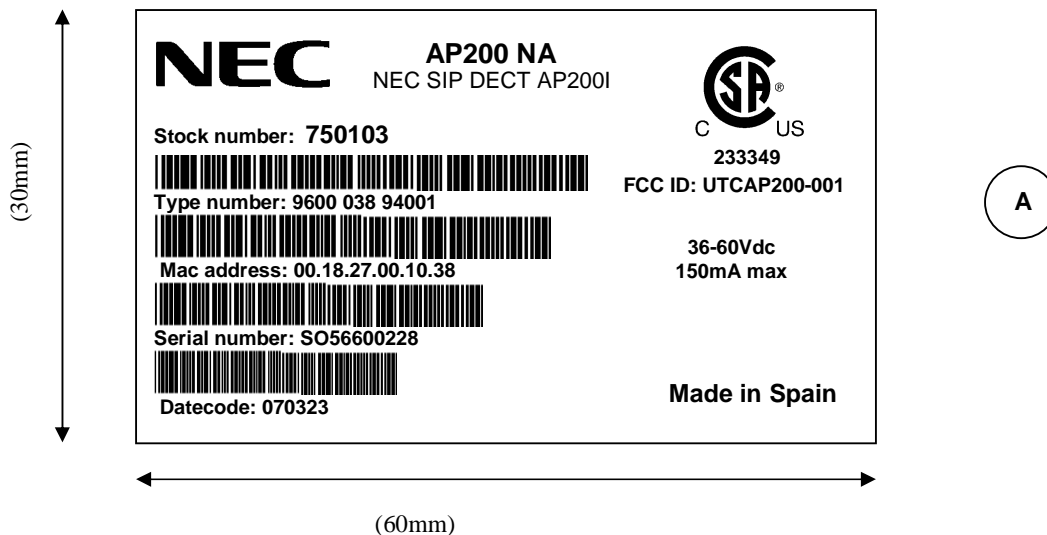 NEC
AP200 NA
NEC SIP DECT AP200I
CSA ®
C US
Stock number: 750103
233349
FCC ID: UTCAP200-001
Type number: 9600 038 94001
36-60Vdc
Mac address: 00.18.27.00.10.38
150mA max
Serial number: SO56600228
Made in Spain
Datecode: 070323
(30mm)
(60mm)
A